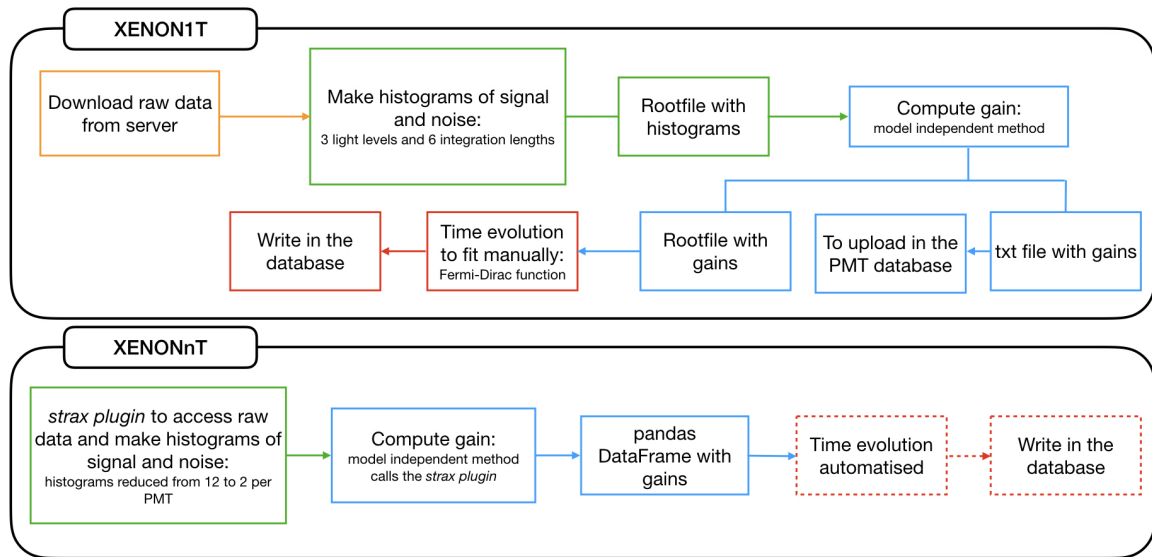 XENON1T
Download raw data
from server
Make histograms of signal
and noise:
3 light levels and 6 integration lengths
Rootfile with
histograms
Compute gain:
model independent method
Write in the
database
Time evolution
to fit manually:
Fermi-Dirac function
Rootfile with
gains
To upload in the
PMT database
txt file with gains
XENONnT
strax plugin to access raw
data and make histograms of
signal and noise:
histograms reduced from 12 to 2 per
PMT
Compute gain:
model independent method
calls the strax plugin
pandas
DataFrame with
gains
Time evolution
automatised
Write in the
database